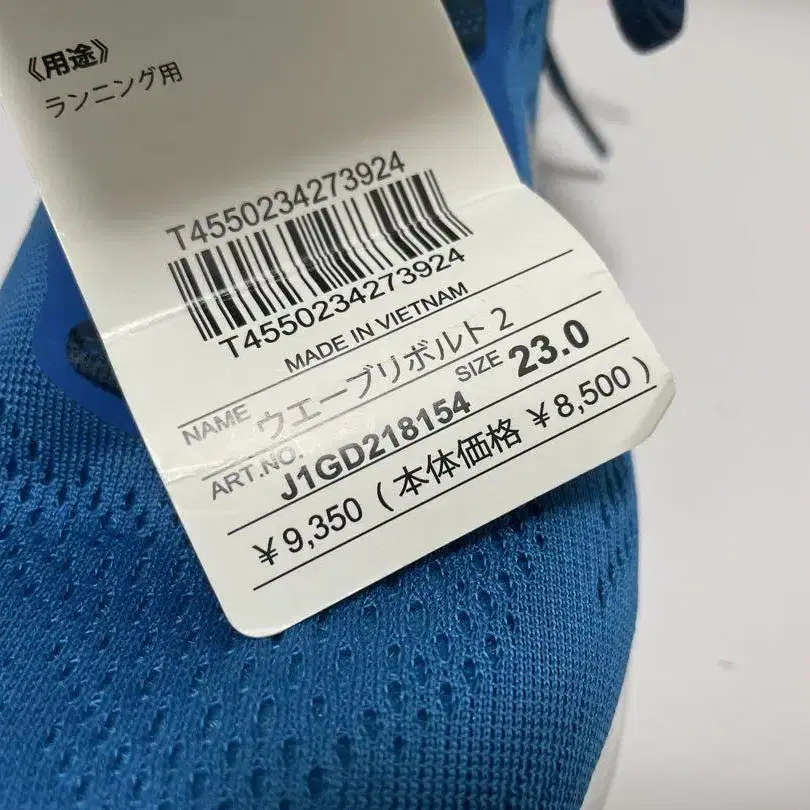 《用途》
ランニング用
T4550234273924
T4550234273924
MADE IN VIETNAM
NAME ウエーブリボルト2
ART.NO. J1GD218154 SIZE 23.0
￥9,350 ( 本体価格 ￥8,500 )